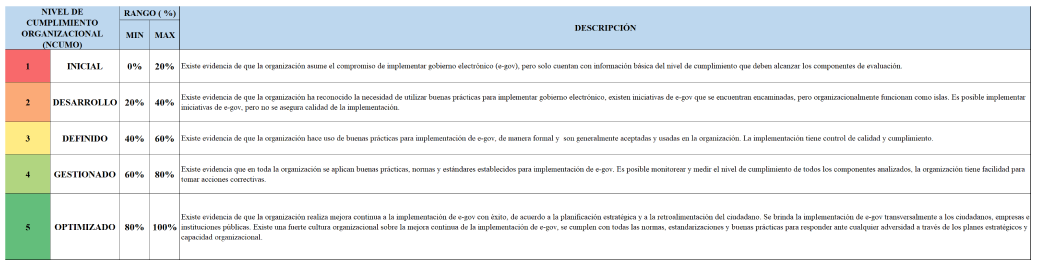 NIVEL DE
CUMPLIMIENTO
ORGANIZACIONAL
(NCUMO)
RANGO ( %)
MIN MAX
DESCRIPCIÓN
1 INICIAL 0% 20% Existe evidencia de que la organización asume el compromiso de implementar gobierno electrónico (e-gov), pero solo cuentan con información básica del nivel de cumplimiento que deben alcanzar los componentes de evaluación.
2 DESARROLLO 20% 40% Existe evidencia de que la organización ha reconocido la necesidad de utilizar buenas prácticas para implementar gobierno electrónico, existen iniciativas de e-gov que se encuentran encaminadas, pero organizacionalmente funcionan como islas. Es posible implementar
iniciativas de e-gov, pero no se asegura calidad de la implementación.
3 DEFINIDO 40% 60% Existe evidencia de que la organización hace uso de buenas prácticas para implementación de e-gov, de manera formal y son generalmente aceptadas y usadas en la organización. La implementación tiene control de calidad y cumplimiento.
4 GESTIONADO 60% 80% Existe evidencia que en toda la organización se aplican buenas prácticas, normas y estándares establecidos para implementación de e-gov. Es posible monitorear y medir el nivel de cumplimiento de todos los componentes analizados, la organización tiene facilidad para
tomar acciones correctivas.
5 OPTIMIZADO 80% 100% Existe evidencia de que la organización realiza mejora continua a la implementación de e-gov con éxito, de acuerdo a la planificación estratégica y a la retroalimentación del ciudadano. Se brinda la implementación de e-gov transversalmente a los ciudadanos, empresas e
instituciones públicas. Existe una fuerte cultura organizacional sobre la mejora continua de la implementación de e-gov, se cumplen con todas las normas, estandarizaciones y buenas prácticas para responder ante cualquier adversidad a través de los planes estratégicos y
capacidad organizacional.